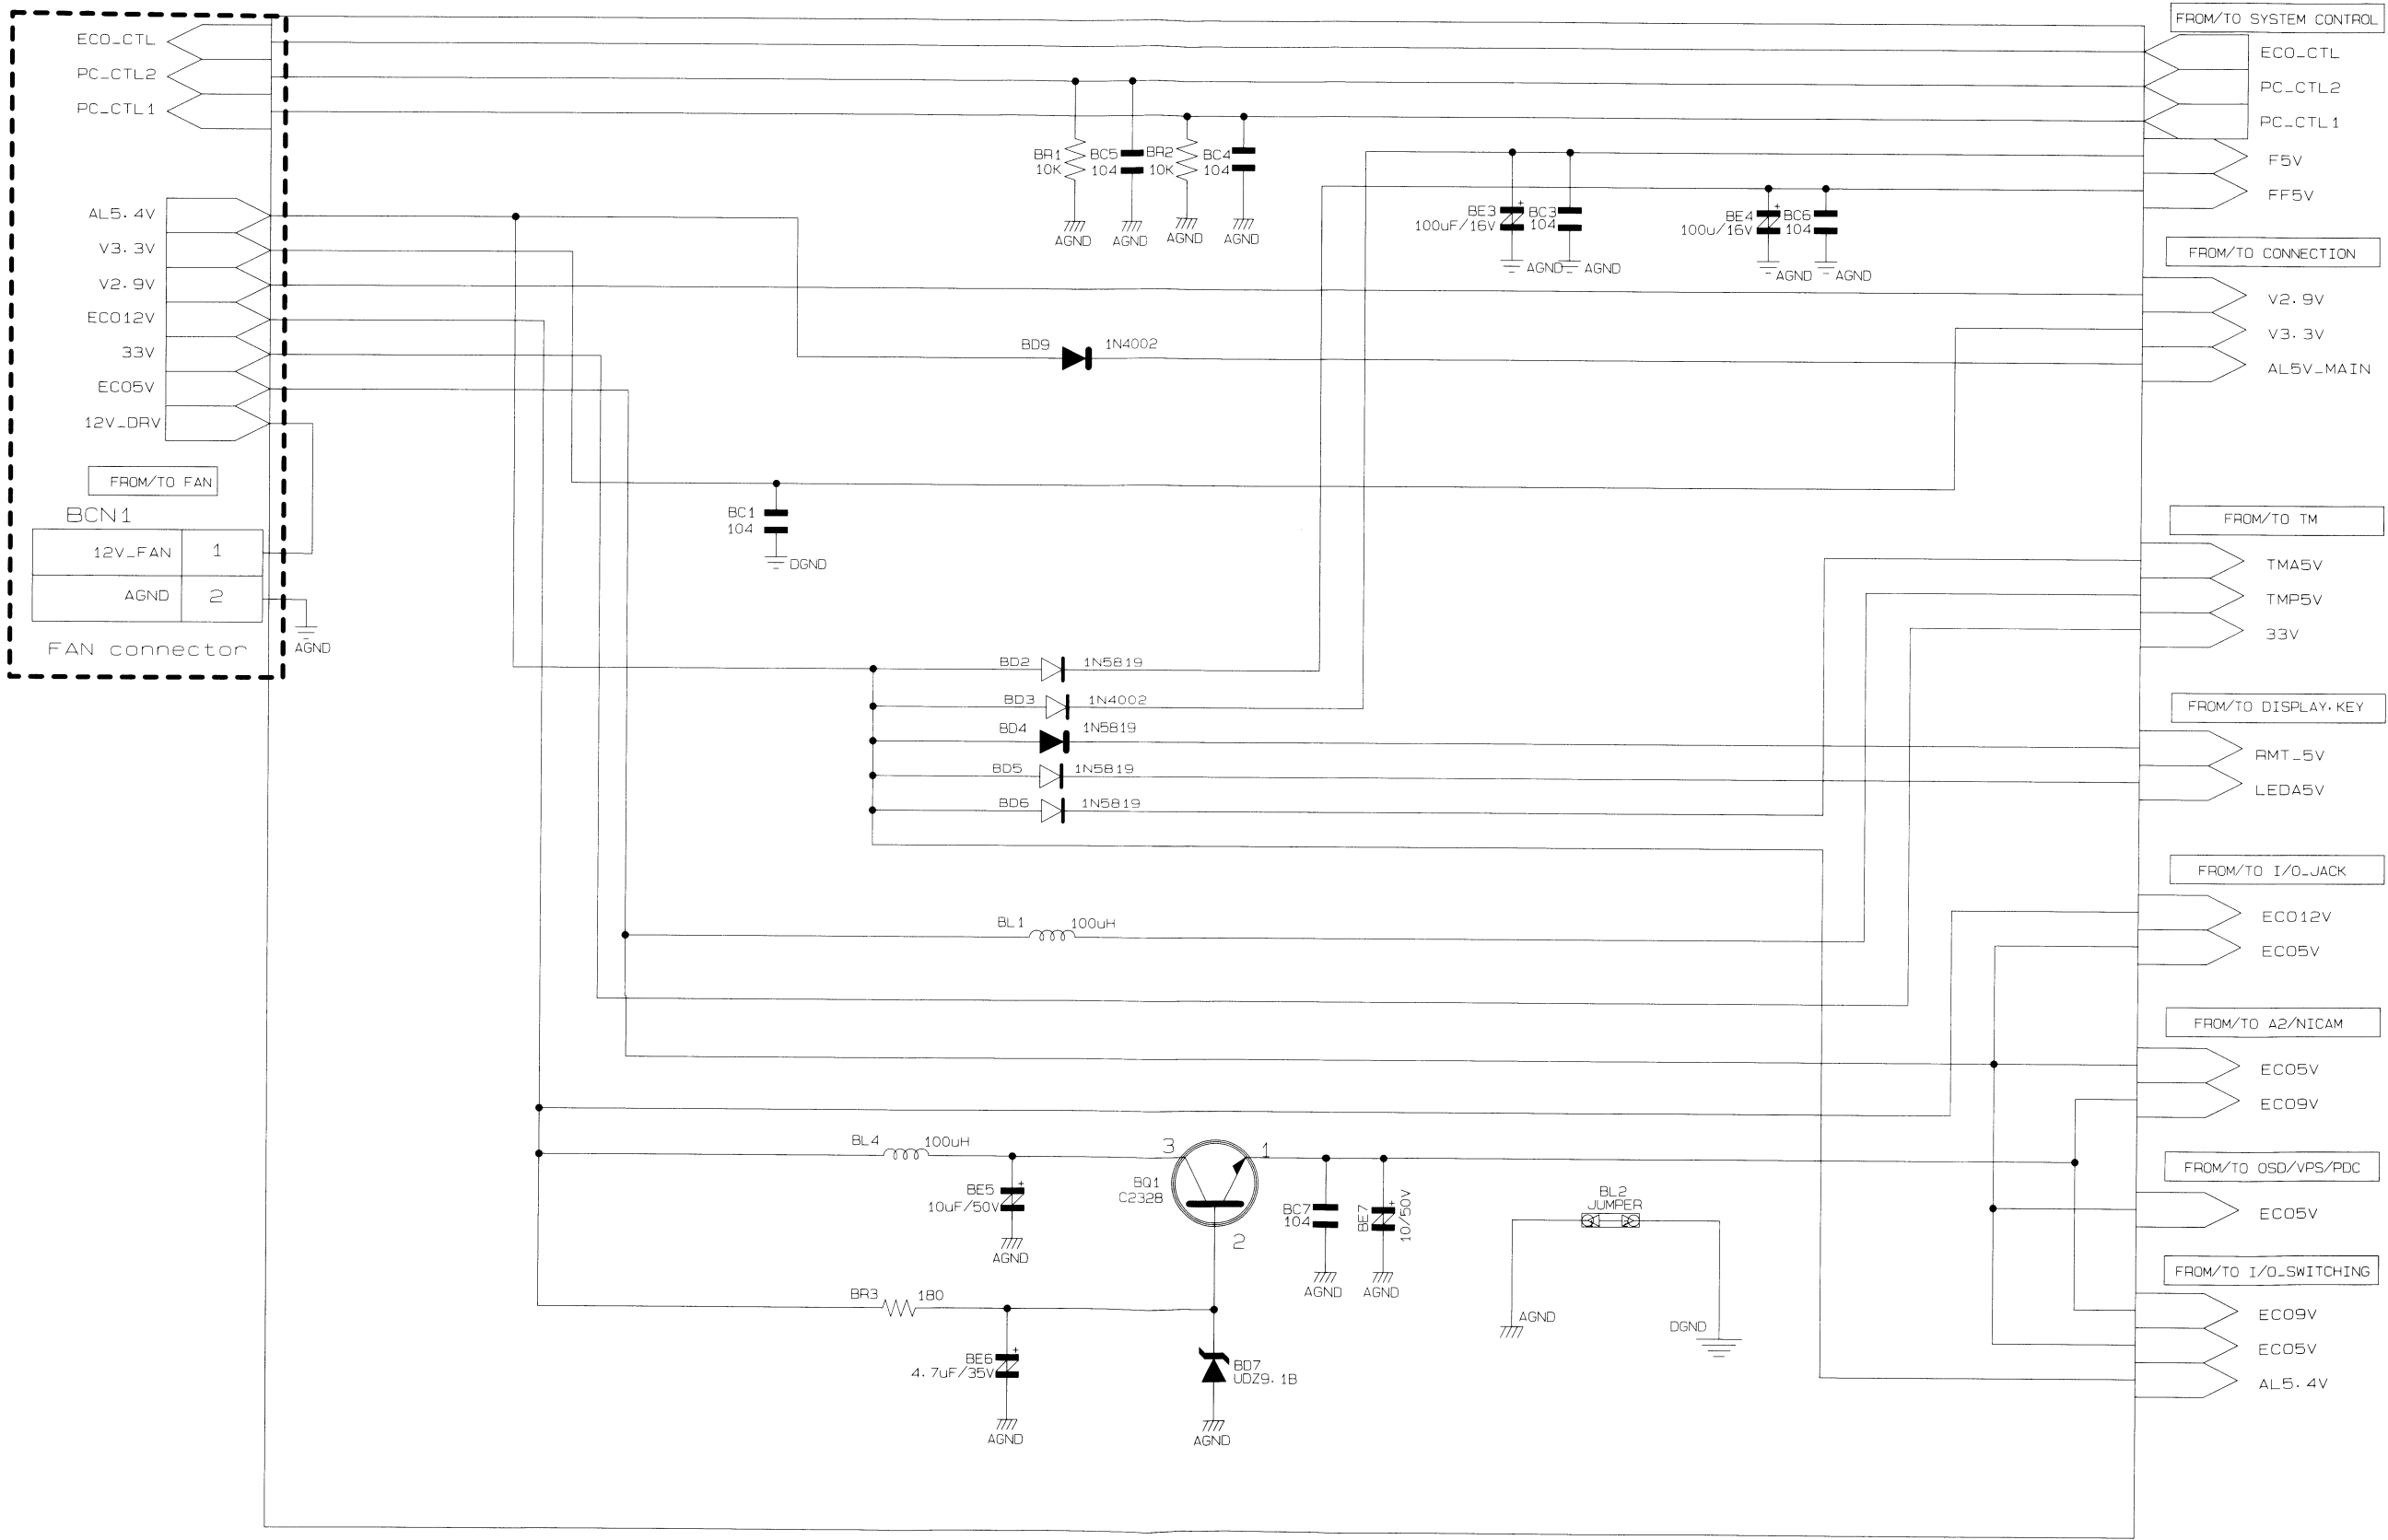 ECO_CTL
PC_CTL2
PC_CTL1
AL5.4V
V3.3V
V2.9V
ECO12V
33V
ECO5V
12V_DRV
FROM/TO FAN
BCN1
12V_FAN 1
AGND 2
FAN connector
AGND
BR1
10K
AGND
BC5
104
AGND
BR2
10K
AGND
BC4
104
AGND
BE3
100uF/16V
AGND
BC3
104
AGND
BE4
100u/16V
AGND
BC6
104
AGND
BD9 1N4002
BC1
104
DGND
BD2 1N5819
BD3 1N4002
BD4 1N5819
BD5 1N5819
BD6 1N5819
BL1 100uH
BL4 100uH
BE5
10uF/50V
AGND
3
1
BQ1
C2328
2
BC7
104
AGND
BE7
10/50V
AGND
BR3 180
BE6
4.7uF/35V
AGND
BD7
UDZ9.1B
AGND
BL2
JUMPER
AGND
DGND
FROM/TO SYSTEM CONTROL
ECO_CTL
PC_CTL2
PC_CTL1
F5V
FF5V
FROM/TO CONNECTION
V2.9V
V3.3V
AL5V_MAIN
FROM/TO TM
TMA5V
TMP5V
33V
FROM/TO DISPLAY.KEY
RMT_5V
LEDA5V
FROM/TO I/O_JACK
ECO12V
ECO5V
FROM/TO A2/NICAM
ECO5V
ECO9V
FROM/TO OSD/VPS/PDC
ECO5V
FROM/TO I/O_SWITCHING
ECO9V
ECO5V
AL5.4V